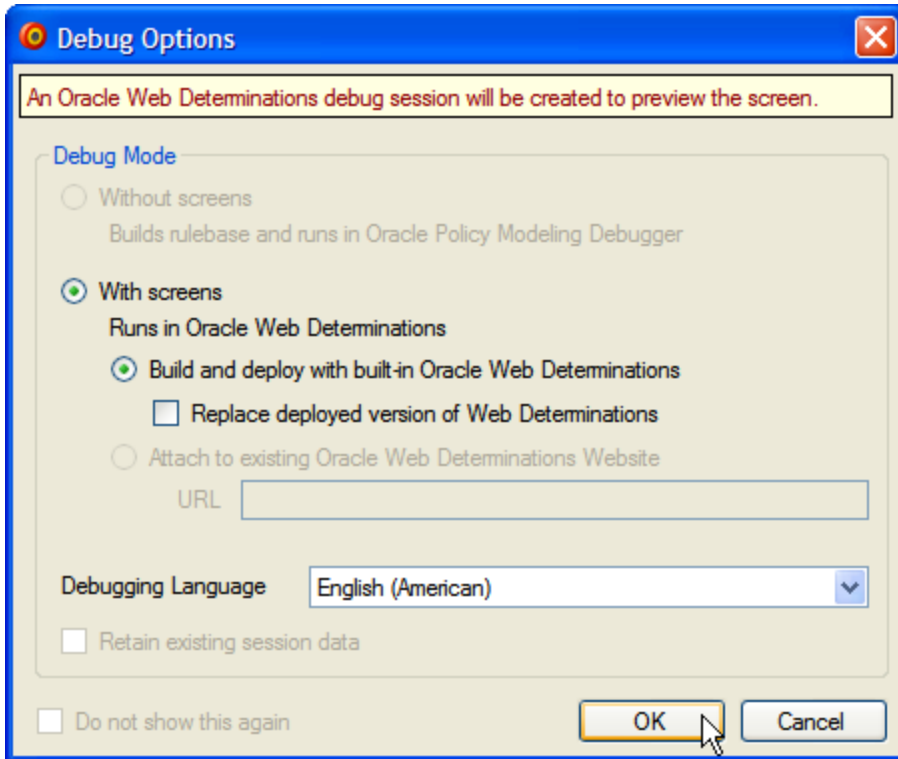 Debug Options
An Oracle Web Determinations debug session will be created to preview the screen.
Debug Mode
Without screens
Builds rulebase and runs in Oracle Policy Modeling Debugger
With screens
Runs in Oracle Web Determinations
Build and deploy with built-in Oracle Web Determinations
Replace deployed version of Web Determinations
Attach to existing Oracle Web Determinations Website
URL
Debugging Language English (American)
Retain existing session data
Do not show this again OK Cancel